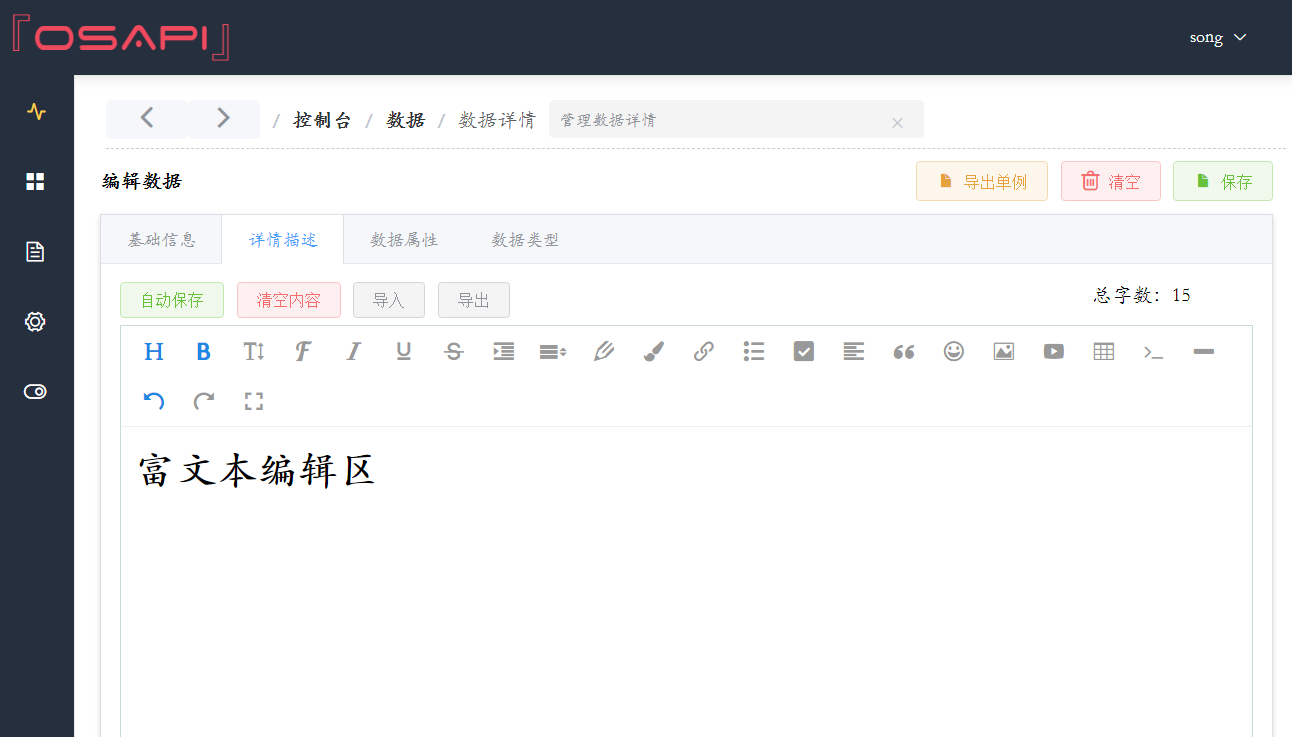 『OSAPI』
song
/ 控制台 / 数据 / 数据详情 管理数据详情
编辑数据
导出单例 清空 保存
基础信息 详情描述 数据属性 数据类型
自动保存 清空内容 导入 导出 总字数：15
富文本编辑区